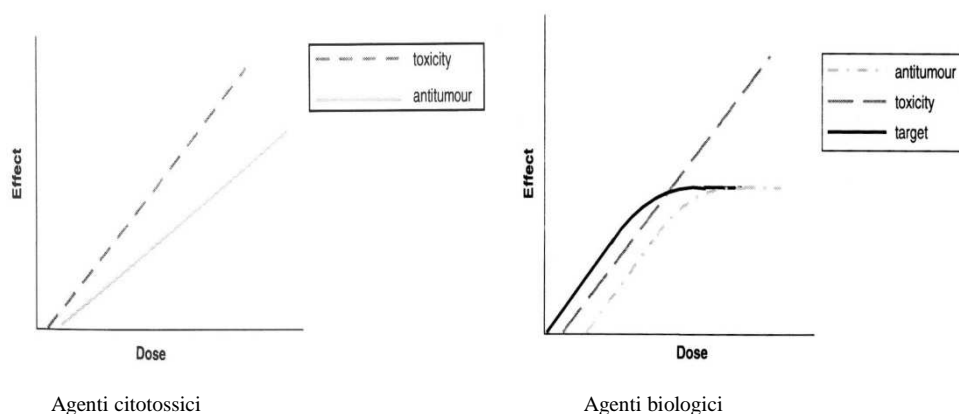 toxicity
antitumour
Effect
Dose
Agenti citotossici
antitumour
toxicity
target
Effect
Dose
Agenti biologici